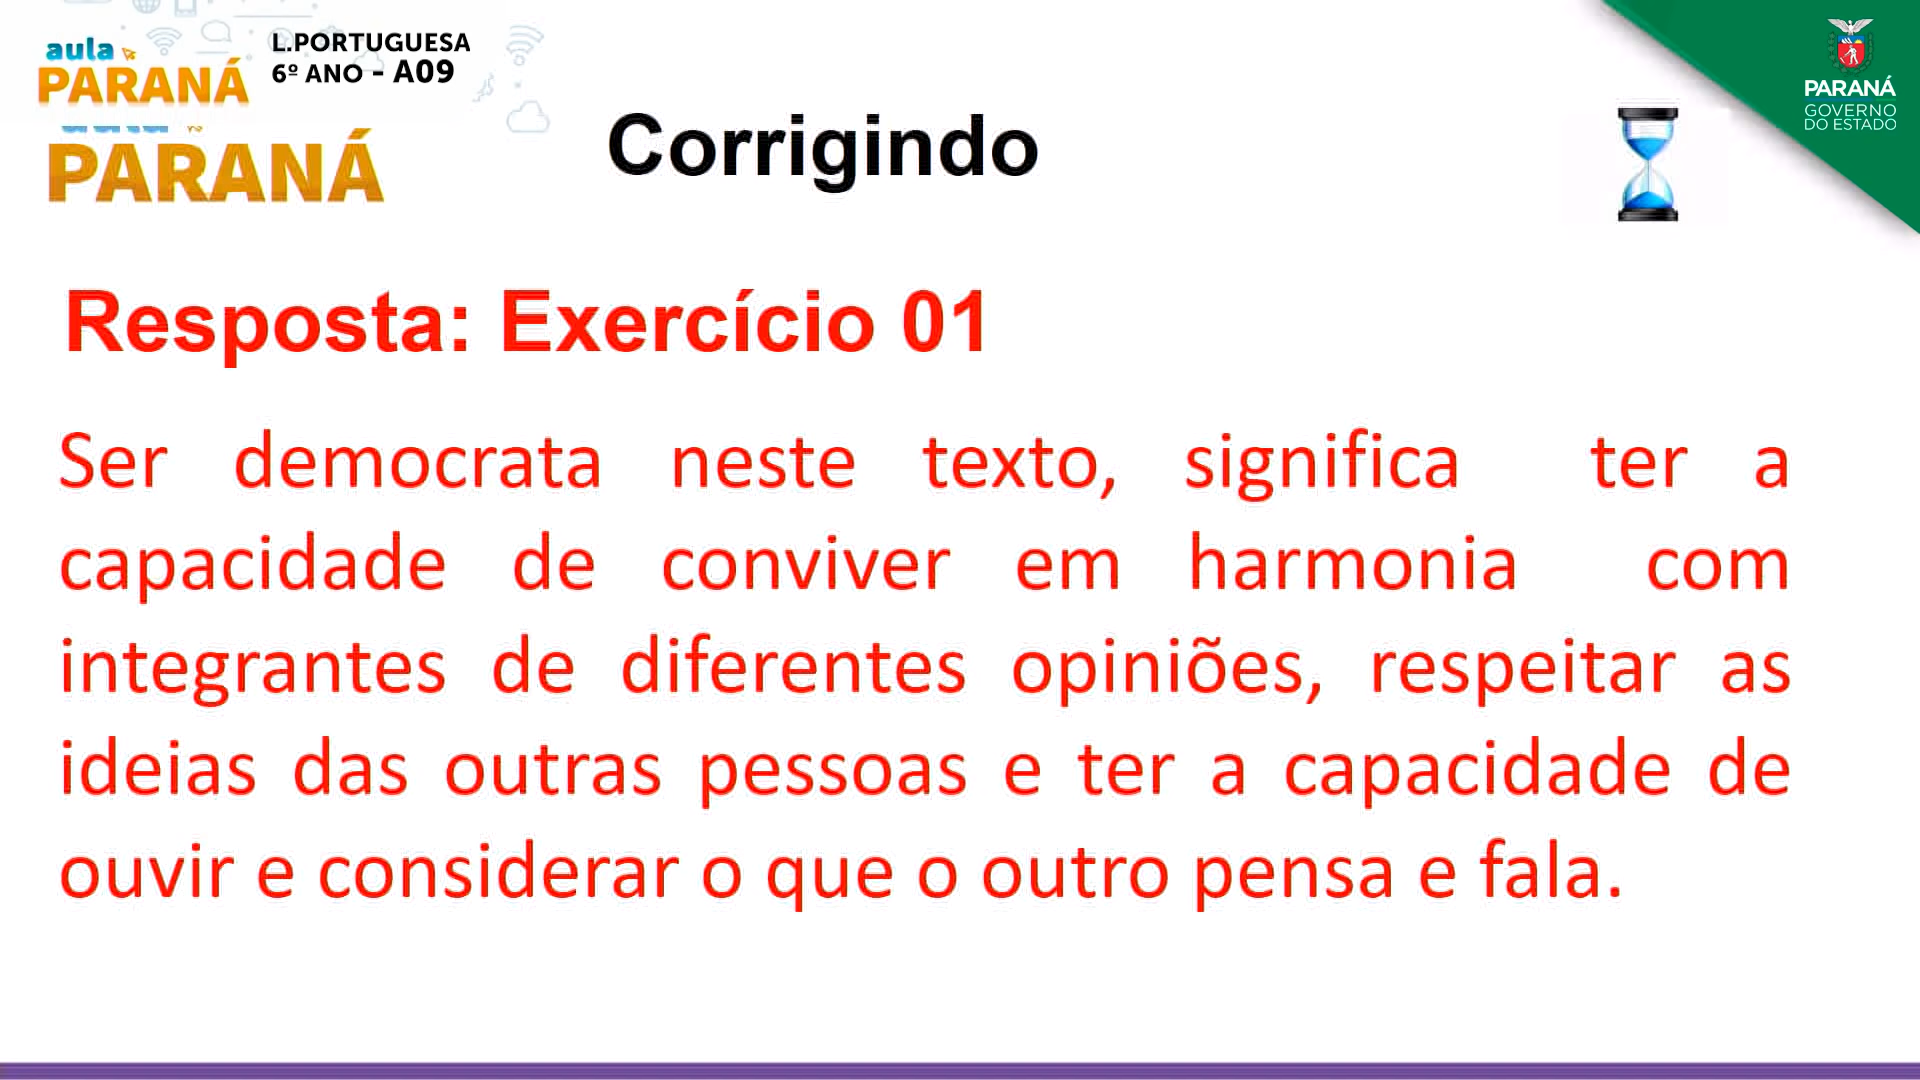 aula
PARANÁ
L.PORTUGUESA
6º ANO - A09
PARANÁ
GOVERNO
DO ESTADO
aula
PARANÁ
Corrigindo
Resposta: Exercício 01
Ser democrata neste texto, significa ter a
capacidade de conviver em harmonia com
integrantes de diferentes opiniões, respeitar as
ideias das outras pessoas e ter a capacidade de
ouvir e considerar o que o outro pensa e fala.